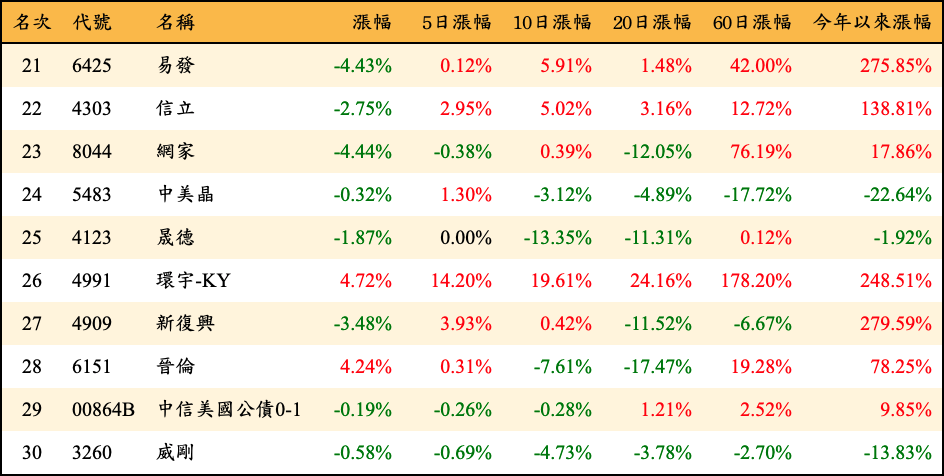 名次 代號 名稱 漲幅 5日漲幅 10日漲幅 20日漲幅 60日漲幅 今年以來漲幅
21 6425 易發 -4.43% 0.12% 5.91% 1.48% 42.00% 275.85%
22 4303 信立 -2.75% 2.95% 5.02% 3.16% 12.72% 138.81%
23 8044 網家 -4.44% -0.38% 0.39% -12.05% 76.19% 17.86%
24 5483 中美晶 -0.32% 1.30% -3.12% -4.89% -17.72% -22.64%
25 4123 晟德 -1.87% 0.00% -13.35% -11.31% 0.12% -1.92%
26 4991 環宇-KY 4.72% 14.20% 19.61% 24.16% 178.20% 248.51%
27 4909 新復興 -3.48% 3.93% 0.42% -11.52% -6.67% 279.59%
28 6151 晉倫 4.24% 0.31% -7.61% -17.47% 19.28% 78.25%
29 00864B 中信美國公債0-1 -0.19% -0.26% -0.28% 1.21% 2.52% 9.85%
30 3260 威剛 -0.58% -0.69% -4.73% -3.78% -2.70% -13.83%